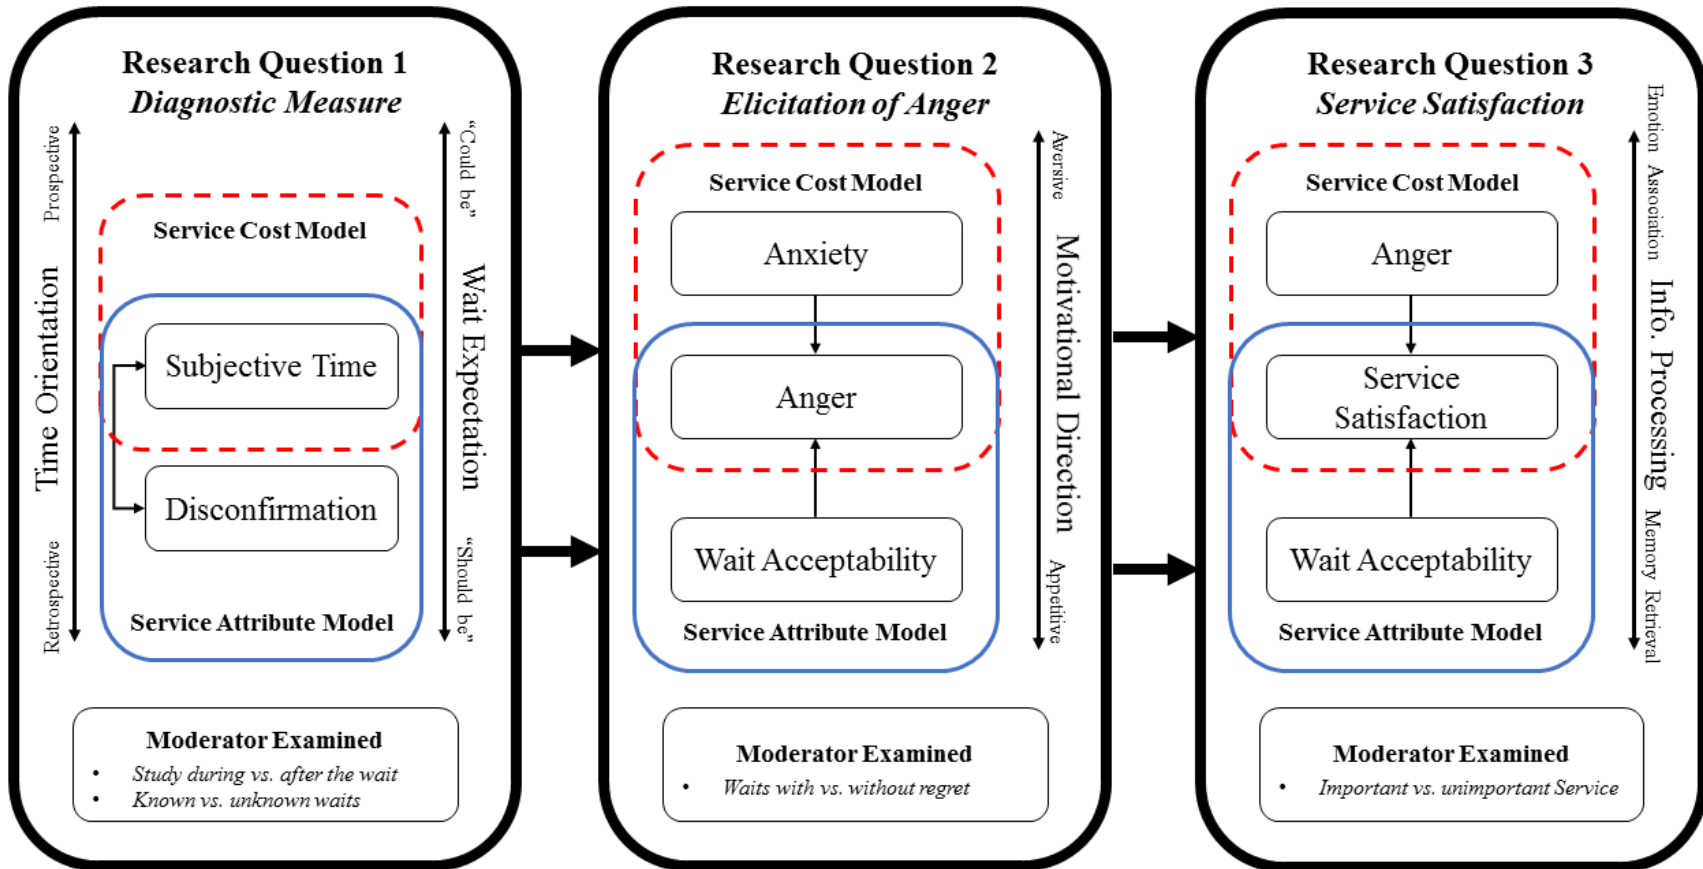 Research Question 1
Diagnostic Measure
Prospective
Time Orientation
Retrospective
"Could be"
Wait Expectation
"Should be"
Service Cost Model
Subjective Time
Disconfirmation
Service Attribute Model
Moderator Examined
• Study during vs. after the wait
• Known vs. unknown waits
Research Question 2
Elicitation of Anger
Aversive
Motivational Direction
Appetitive
Service Cost Model
Anxiety
Anger
Wait Acceptability
Service Attribute Model
Moderator Examined
• Waits with vs. without regret
Research Question 3
Service Satisfaction
Emotion Association
Info. Processing
Memory Retrieval
Service Cost Model
Anger
Service
Satisfaction
Wait Acceptability
Service Attribute Model
Moderator Examined
• Important vs. unimportant Service